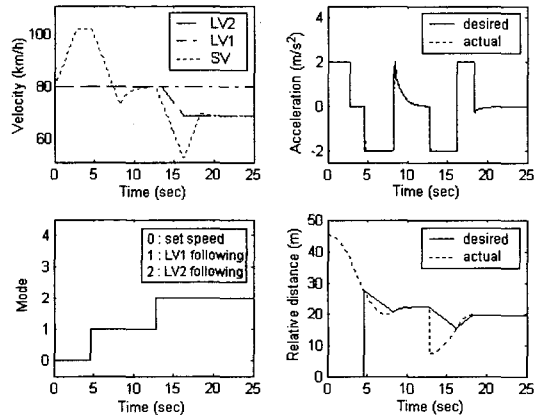 Velocity (km/h)
100
80
60
LV2
LV1
SV
0 5 10 15 20 25
Time (sec)
Acceleration (m/s²)
4
2
0
-2
desired
actual
0 5 10 15 20 25
Time (sec)
Mode
4
3
2
1
0
0 : set speed
1 : LV1 following
2 : LV2 following
0 5 10 15 20 25
Time (sec)
Relative distance (m)
50
40
30
20
10
0
desired
actual
0 5 10 15 20 25
Time (sec)